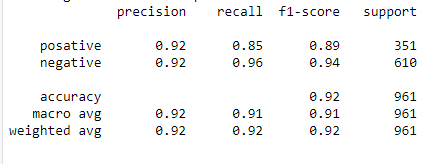 precision recall f1-score support
posative 0.92 0.85 0.89 351
negative 0.92 0.96 0.94 610
accuracy 0.92 961
macro avg 0.92 0.91 0.91 961
weighted avg 0.92 0.92 0.92 961